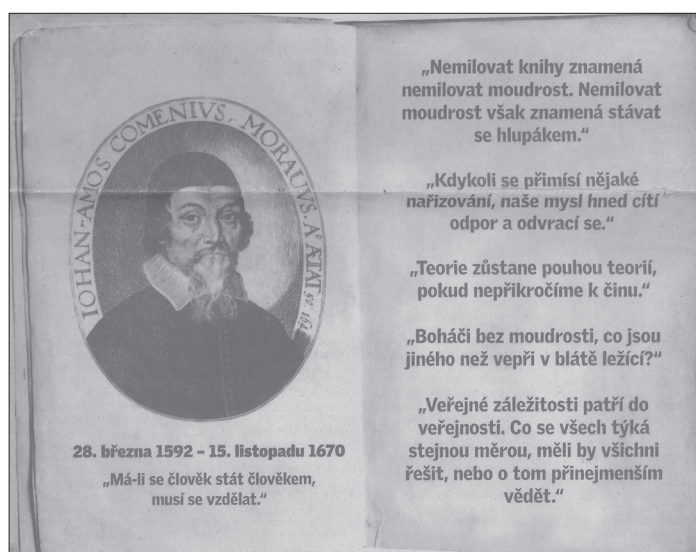 IOHAN-AMOS COMENIVS, MORAUVS. A° ÆTAT 50: 164
28. března 1592 – 15. listopadu 1670
„Má-li se člověk stát člověkem,
musí se vzdělat.“
„Nemilovat knihy znamená
nemilovat moudrost. Nemilovat
moudrost však znamená stávat
se hlupákem.“
„Kdykoli se přimísí nějaké
nařizování, naše mysl hned cítí
odpor a odvrací se.“
„Teorie zůstane pouhou teorií,
pokud nepřikročíme k činu.“
„Boháči bez moudrosti, co jsou
jiného než vepři v blátě ležící?“
„Veřejné záležitosti patří do
veřejnosti. Co se všech týká
stejnou měrou, měli by všichni
řešit, nebo o tom přinejmenším
vědět.“